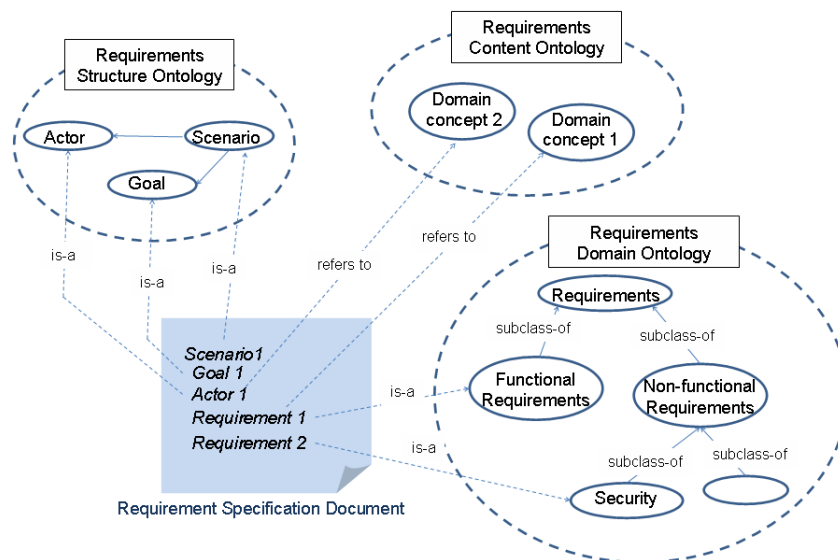 Requirements
Structure Ontology
Actor
Scenario
Goal
Requirements
Content Ontology
Domain
concept 2
Domain
concept 1
is-a
is-a
is-a
refers to
refers to
Requirements
Domain Ontology
Requirements
subclass-of
subclass-of
Functional
Requirements
Non-functional
Requirements
subclass-of
subclass-of
Security
is-a
is-a
Scenario1
Goal 1
Actor 1
Requirement 1
Requirement 2
Requirement Specification Document